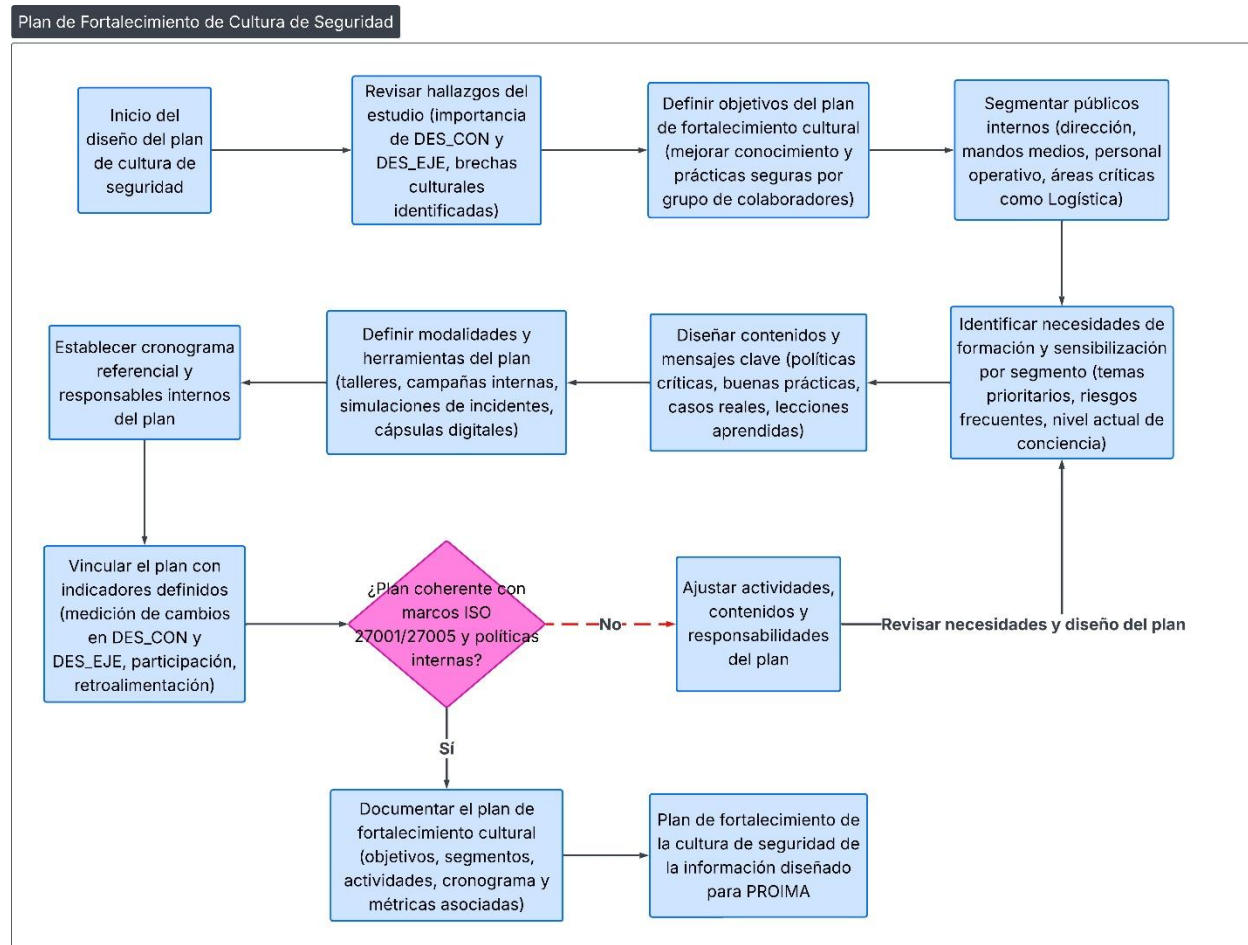 Plan de Fortalecimiento de Cultura de Seguridad
Inicio del
diseño del plan
de cultura de
seguridad
Revisar hallazgos del
estudio (importancia
de DES_CON y
DES_EJE, brechas
culturales
identificadas)
Definir objetivos del plan
de fortalecimiento cultural
(mejorar conocimiento y
prácticas seguras por
grupo de colaboradores)
Segmentar públicos
internos (dirección,
mandos medios, personal
operativo, áreas críticas
como Logística)
Identificar necesidades de
formación y sensibilización
por segmento (temas
prioritarios, riesgos
frecuentes, nivel actual de
conciencia)
Diseñar contenidos y
mensajes clave (políticas
críticas, buenas prácticas,
casos reales, lecciones
aprendidas)
Definir modalidades y
herramientas del plan
(talleres, campañas internas,
simulaciones de incidentes,
cápsulas digitales)
Establecer cronograma
referencial y
responsables internos
del plan
Vincular el plan con
indicadores definidos
(medición de cambios
en DES_CON y
DES_EJE, participación,
retroalimentación)
¿Plan coherente con
marcos ISO
27001/27005 y políticas
internas?
No
Ajustar actividades,
contenidos y
responsabilidades
del plan
Revisar necesidades y diseño del plan
Sí
Documentar el plan de
fortalecimiento cultural
(objetivos, segmentos,
actividades, cronograma y
métricas asociadas)
Plan de fortalecimiento de
la cultura de seguridad de
la información diseñado
para PROIMA